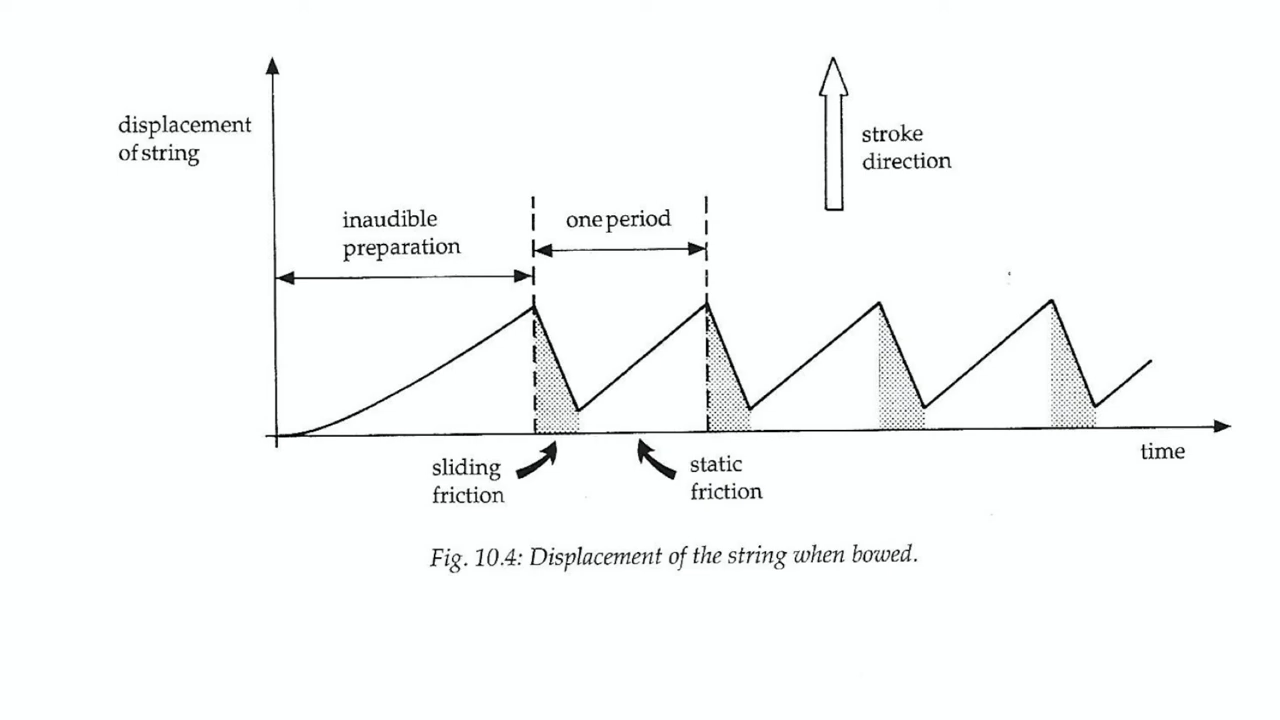 displacement
of string
stroke
direction
inaudible
preparation
one period
sliding
friction
static
friction
time
Fig. 10.4: Displacement of the string when bowed.